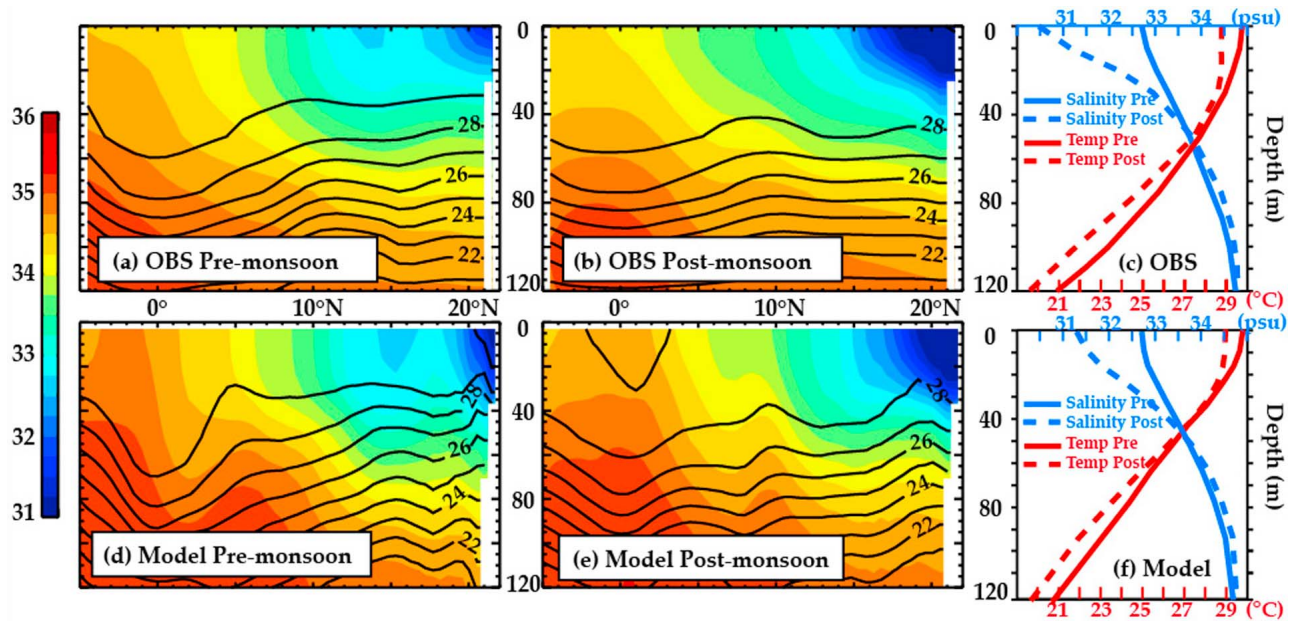 36
35
34
33
32
31
0
40
80
120
28
26
24
22
(a) OBS Pre-monsoon
28
26
24
22
(b) OBS Post-monsoon
0° 10°N 20°N
0° 10°N 20°N
31 32 33 34 (psu)
0
40
80
120
Salinity Pre
Salinity Post
Temp Pre
Temp Post
Depth (m)
(c) OBS
21 23 25 27 29 (°C)
0
40
80
120
28
26
24
22
(d) Model Pre-monsoon
28
26
24
22
(e) Model Post-monsoon
31 32 33 34 (psu)
0
40
80
120
Salinity Pre
Salinity Post
Temp Pre
Temp Post
Depth (m)
(f) Model
21 23 25 27 29 (°C)